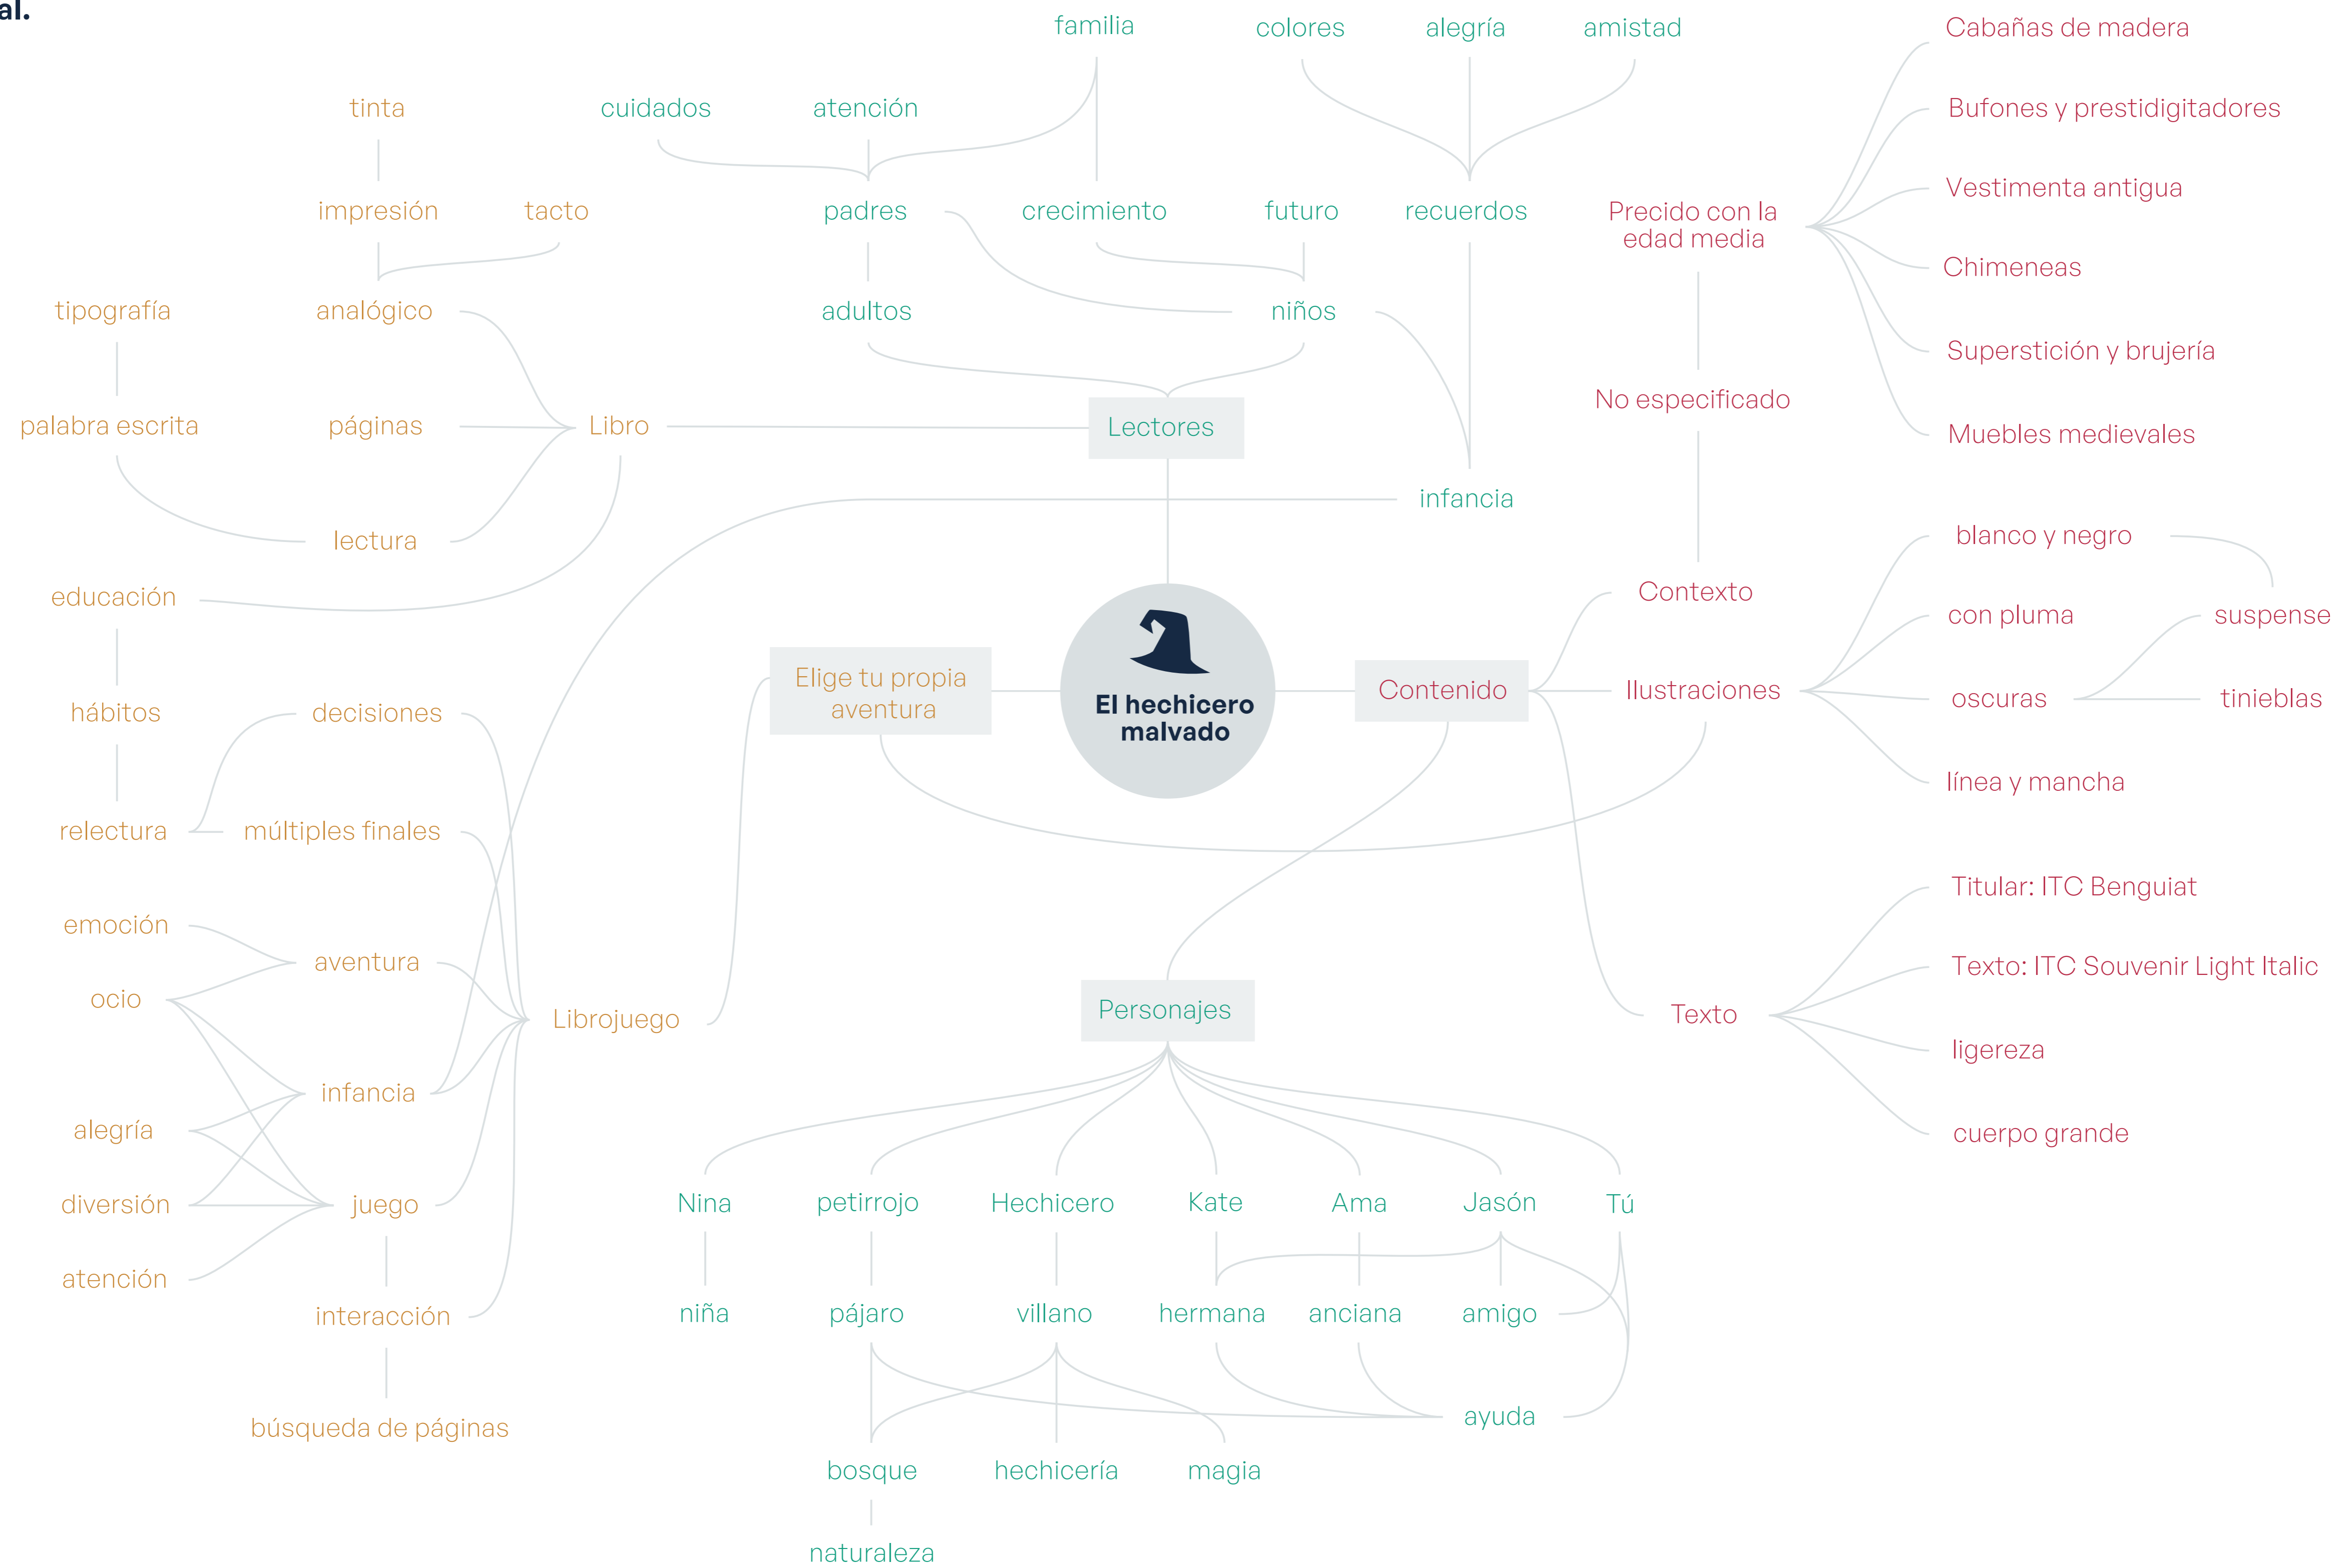 al.
familia
colores
alegría
amistad
Cabañas de madera
tinta
cuidados
atención
Bufones y prestidigitadores
Vestimenta antigua
impresión
tacto
padres
crecimiento
futuro
recuerdos
Precido con la
edad media
Chimeneas
tipografía
analógico
adultos
niños
Superstición y brujería
palabra escrita
páginas
Libro
Lectores
No especificado
Muebles medievales
infancia
lectura
blanco y negro
educación
Contexto
con pluma
suspense
Elige tu propia
aventura
El hechicero
malvado
Contenido
Ilustraciones
oscuras
tinieblas
hábitos
decisiones
línea y mancha
relectura
múltiples finales
Titular: ITC Benguiat
emoción
aventura
Texto: ITC Souvenir Light Italic
ocio
Librojuego
Personajes
Texto
ligereza
infancia
alegría
cuerpo grande
diversión
juego
Nina
petirrojo
Hechicero
Kate
Ama
Jasón
Tú
atención
interacción
niña
pájaro
villano
hermana
anciana
amigo
búsqueda de páginas
ayuda
bosque
hechicería
magia
naturaleza